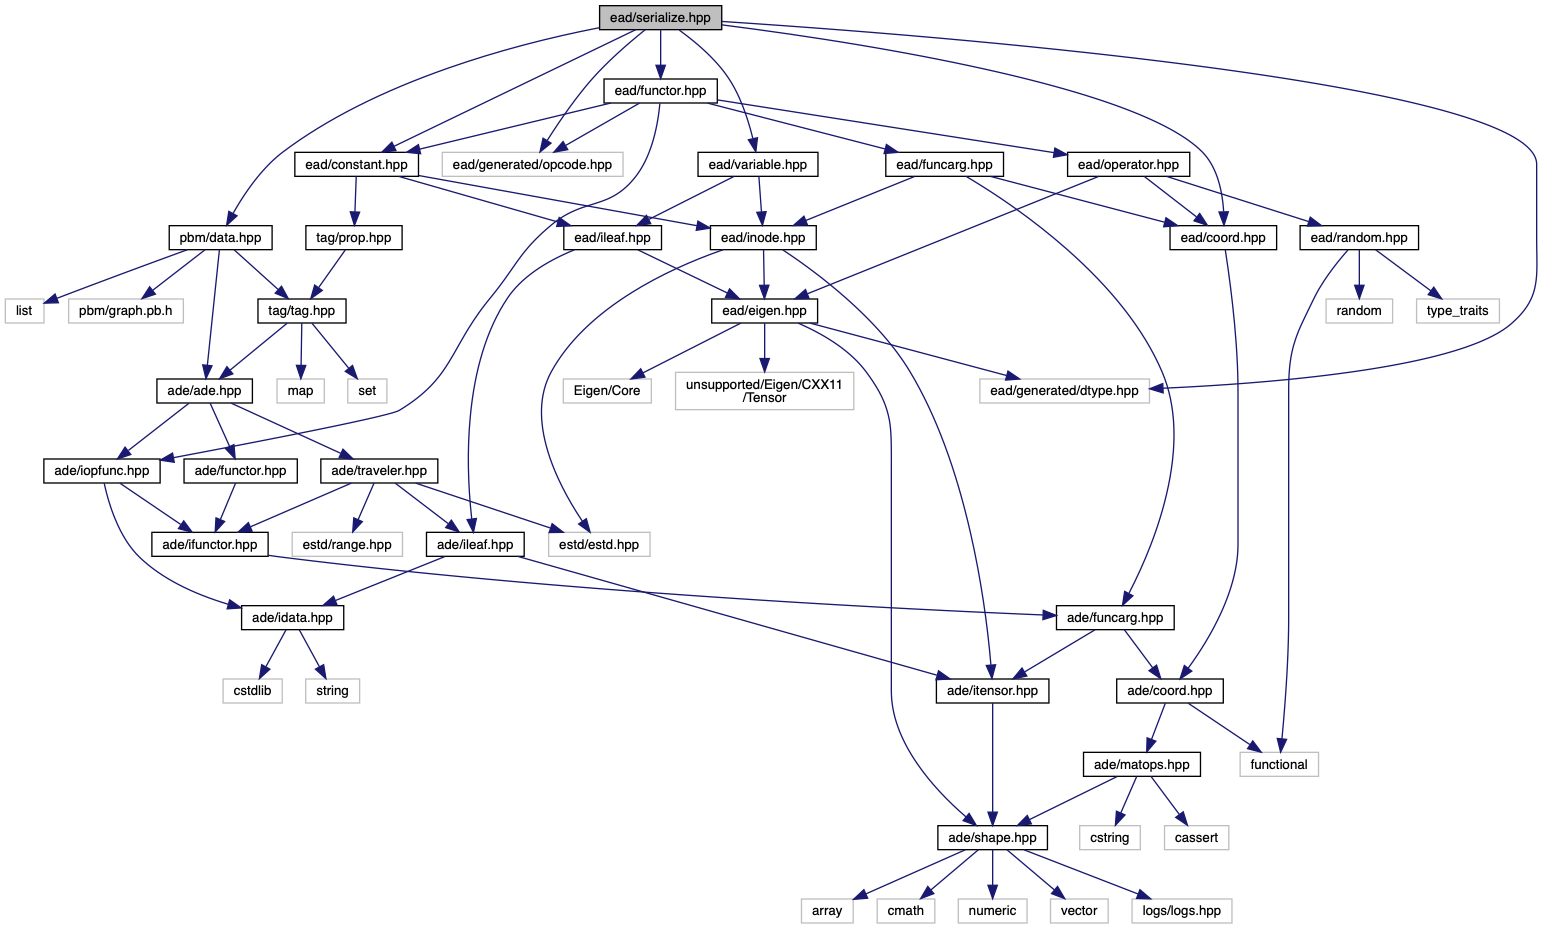 ead/serialize.hpp
ead/functor.hpp
ead/constant.hpp
ead/generated/opcode.hpp
ead/variable.hpp
ead/funcarg.hpp
ead/operator.hpp
pbm/data.hpp
tag/prop.hpp
ead/ileaf.hpp
ead/inode.hpp
ead/coord.hpp
ead/random.hpp
list
pbm/graph.pb.h
tag/tag.hpp
ead/eigen.hpp
random
type_traits
ade/ade.hpp
map
set
Eigen/Core
unsupported/Eigen/CXX11
/Tensor
ead/generated/dtype.hpp
ade/iopfunc.hpp
ade/functor.hpp
ade/traveler.hpp
ade/ifunctor.hpp
estd/range.hpp
ade/ileaf.hpp
estd/estd.hpp
ade/idata.hpp
ade/funcarg.hpp
cstdlib
string
ade/itensor.hpp
ade/coord.hpp
ade/matops.hpp
functional
ade/shape.hpp
cstring
cassert
array
cmath
numeric
vector
logs/logs.hpp